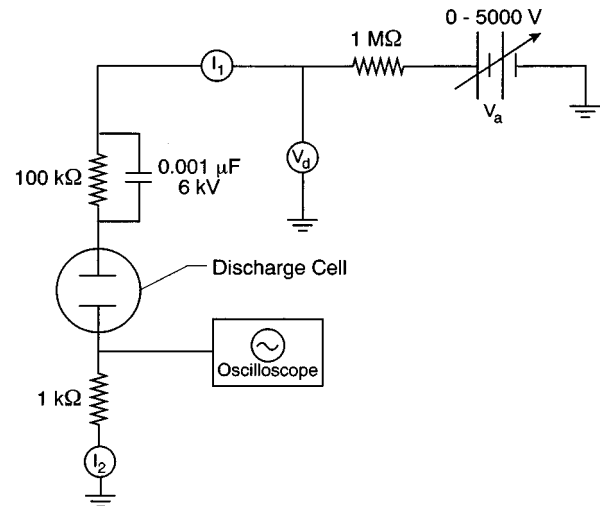 0 - 5000 V
1 MΩ
I1
Va
Vd
100 kΩ
0.001 μF
6 kV
Discharge Cell
Oscilloscope
1 kΩ
I2